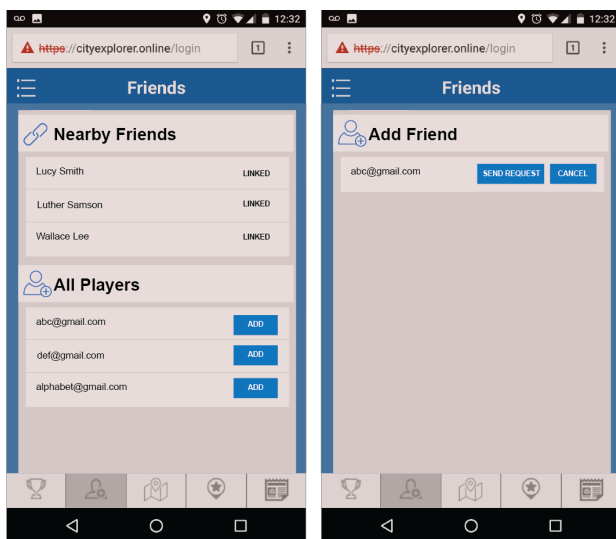 12:32
https://cityexplorer.online/login
1
Friends
Nearby Friends
Lucy Smith LINKED
Luther Samson LINKED
Wallace Lee LINKED
All Players
abc@gmail.com ADD
def@gmail.com ADD
alphabet@gmail.com ADD
12:32
https://cityexplorer.online/login
1
Friends
Add Friend
abc@gmail.com SEND REQUEST CANCEL